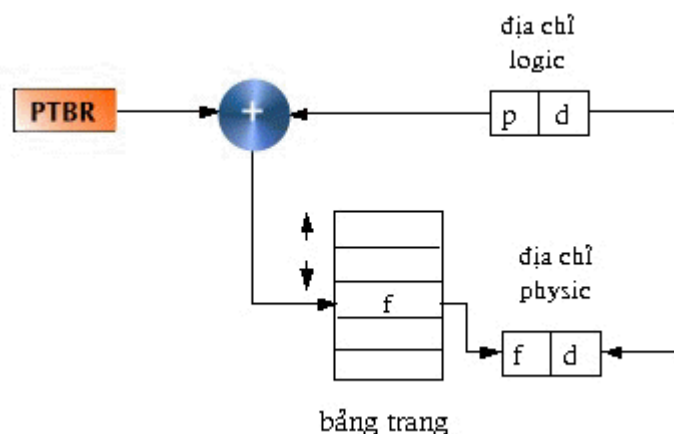 địa chỉ
logic
PTBR
+
p d
f
địa chỉ
physic
f d
bảng trang